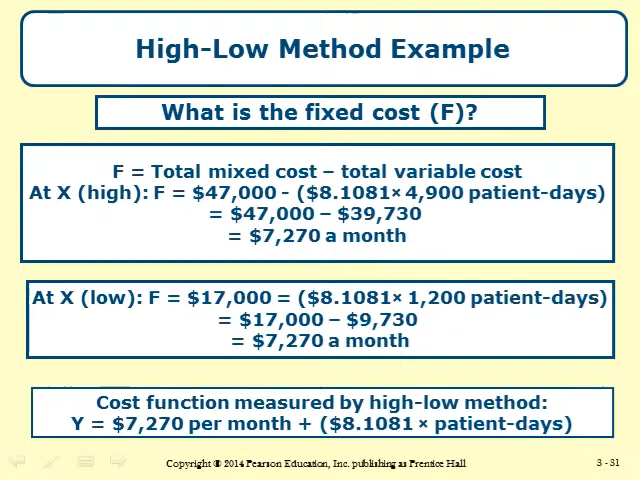 High-Low Method Example
What is the fixed cost (F)?
F = Total mixed cost – total variable cost
At X (high): F = $47,000 - ($8.1081× 4,900 patient-days)
= $47,000 – $39,730
= $7,270 a month
At X (low): F = $17,000 = ($8.1081× 1,200 patient-days)
= $17,000 – $9,730
= $7,270 a month
Cost function measured by high-low method:
Y = $7,270 per month + ($8.1081 × patient-days)
Copyright © 2014 Pearson Education, Inc. publishing as Prentice Hall
3 - 31